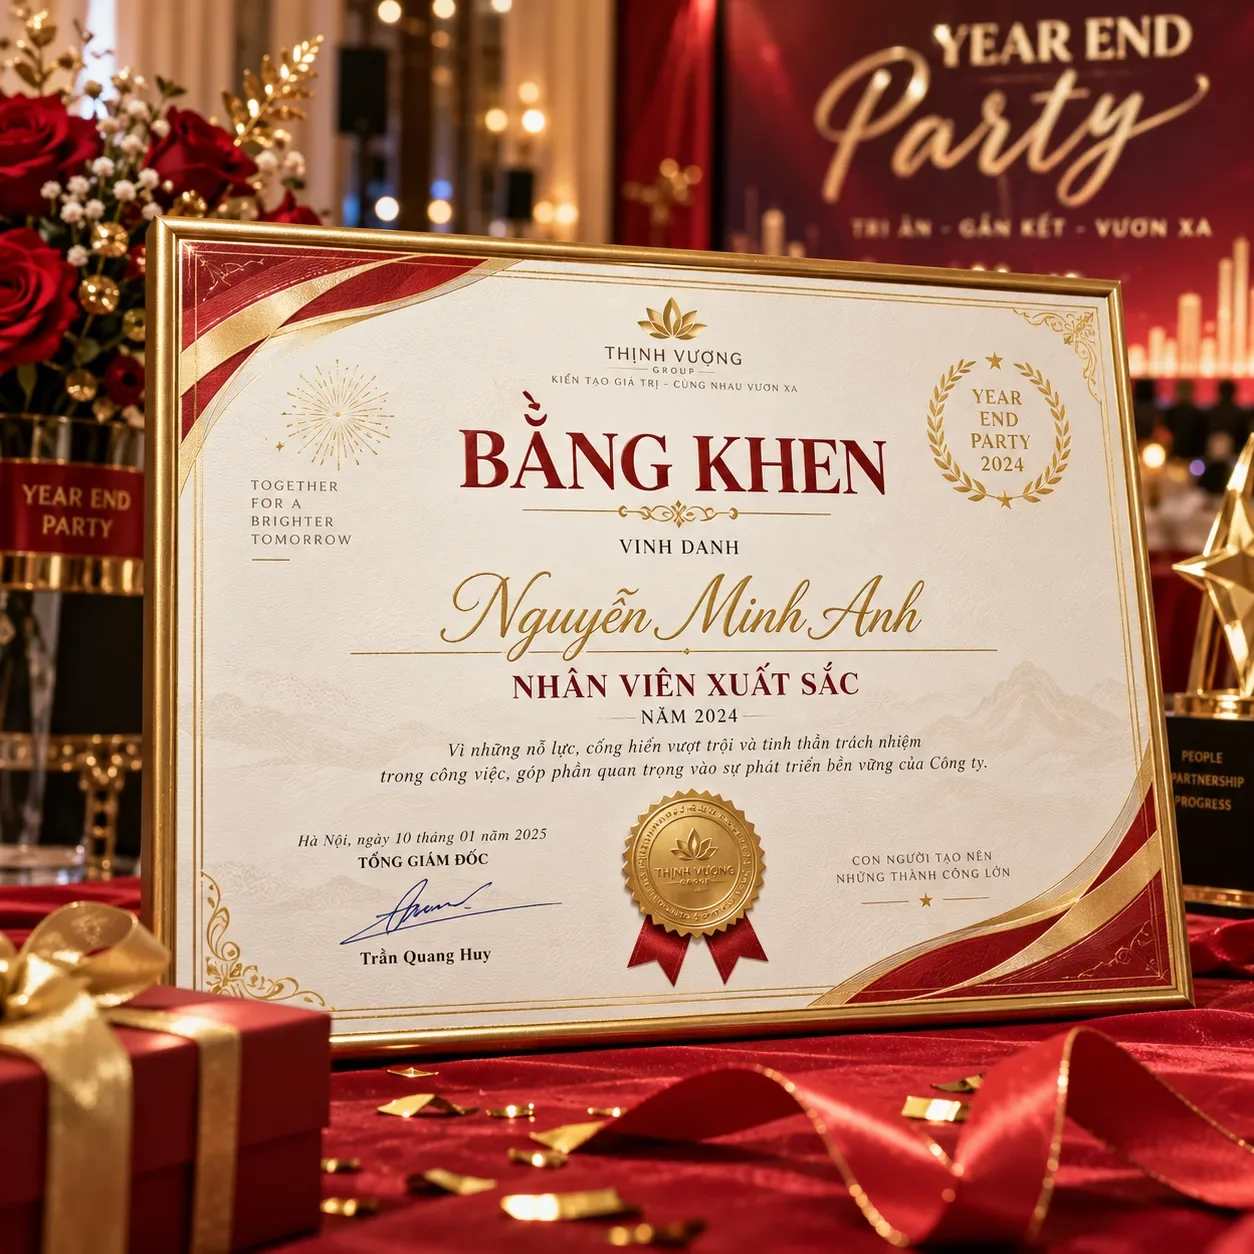 YEAR END
Party
TRI ÂN - GẮN KẾT - VƯƠN XA
THỊNH VƯỢNG
GROUP
KIẾN TẠO GIÁ TRỊ - CÙNG NHAU VƯƠN XA
YEAR
END
PARTY
2024
BẰNG KHEN
TOGETHER
FOR A
BRIGHTER
TOMORROW
YEAR END
PARTY
VINH DANH
Nguyễn Minh Anh
NHÂN VIÊN XUẤT SẮC
NĂM 2024
Vì những nỗ lực, cống hiến vượt trội và tinh thần trách nhiệm
trong công việc, góp phần quan trọng vào sự phát triển bền vững của Công ty.
Hà Nội, ngày 10 tháng 01 năm 2025
TỔNG GIÁM ĐỐC
Trần Quang Huy
THỊNH VƯỢNG
GROUP
CON NGƯỜI TẠO NÊN
NHỮNG THÀNH CÔNG LỚN
PEOPLE
PARTNERSHIP
PROGRESS